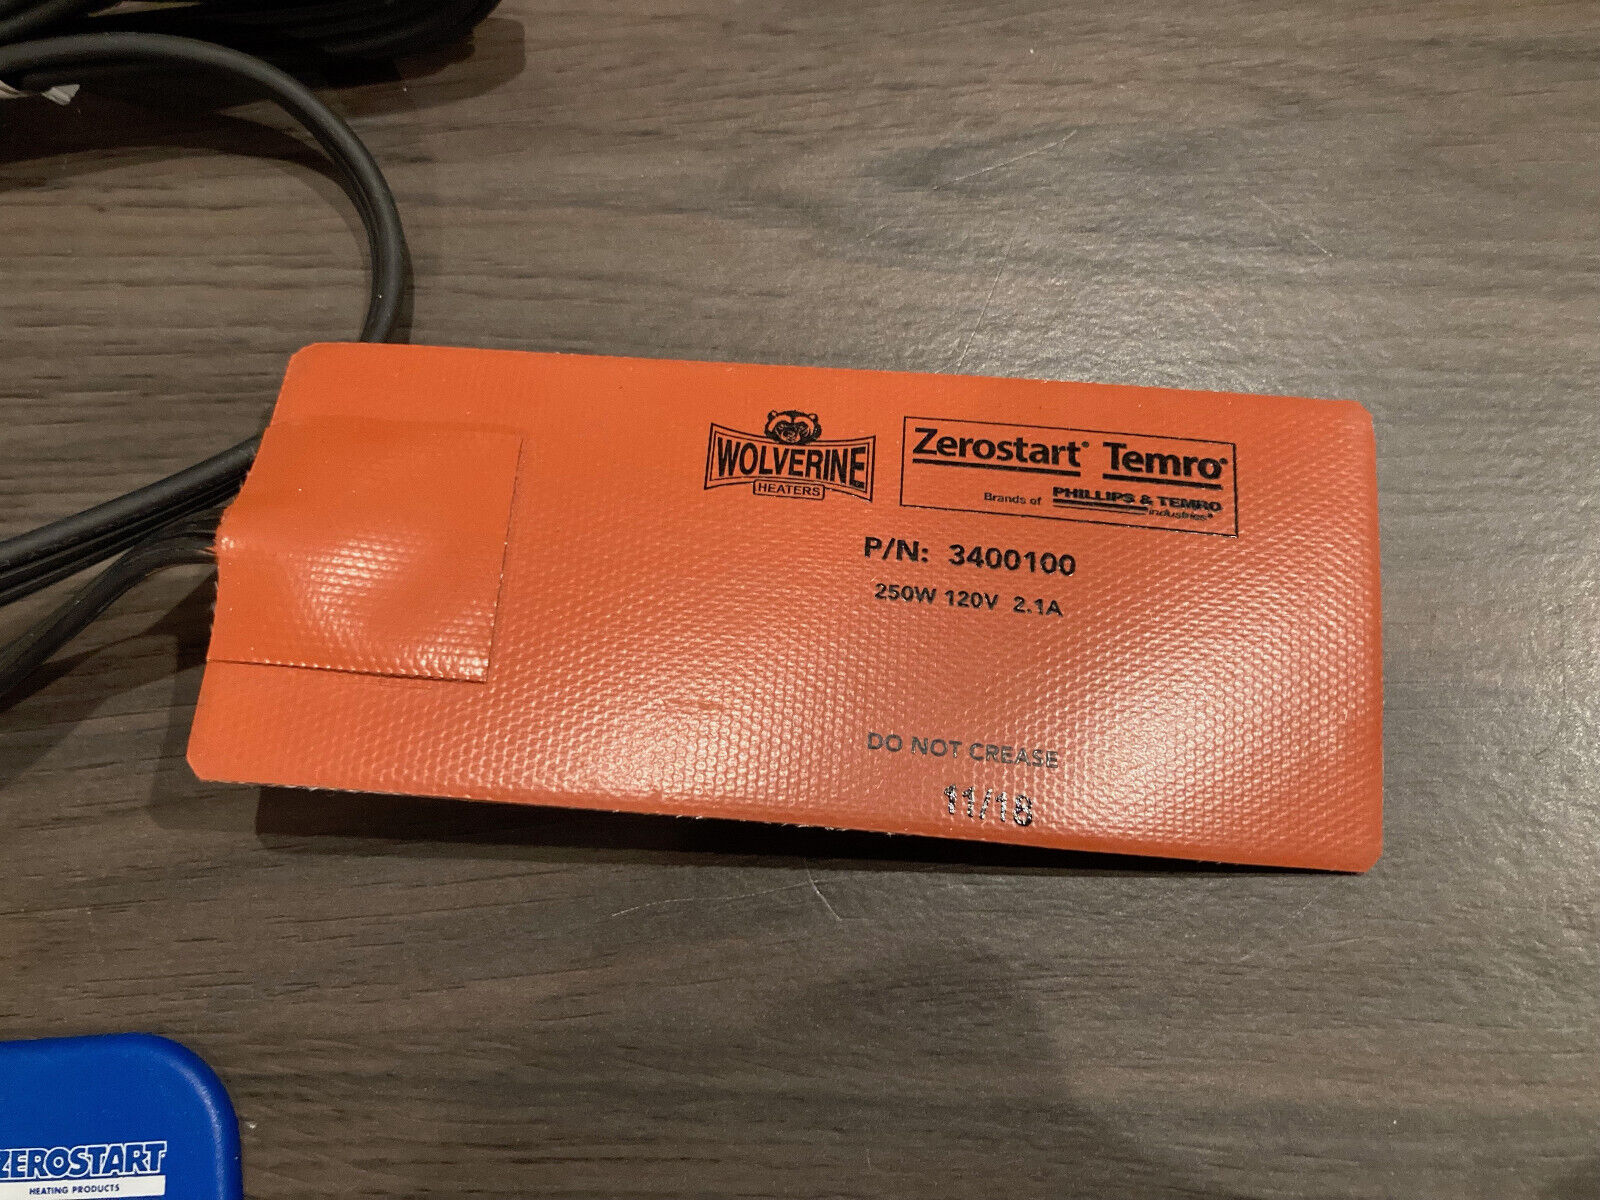 WOLVERINE
HEATERS
Zerostart® Temro®
Brands of PHILLIPS & TEMRO
industries®
P/N: 3400100
250W 120V 2.1A
DO NOT CREASE
11/18
ZEROSTART
HEATING PRODUCTS